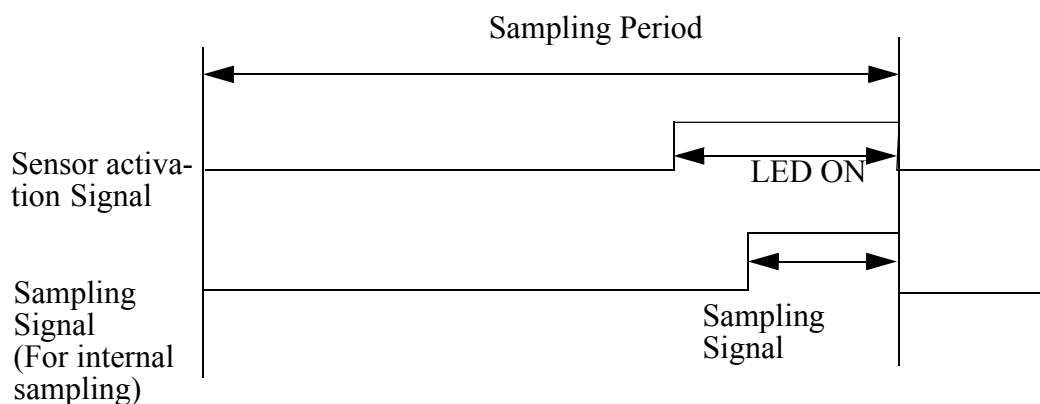 Sampling Period
Sensor activa-
tion Signal
LED ON
Sampling
Signal
(For internal
sampling)
Sampling
Signal